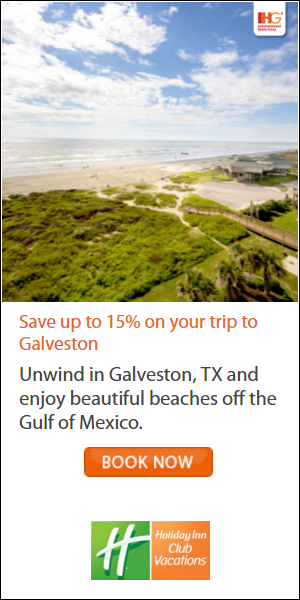 IHG
Save up to 15% on your trip to
Galveston
Unwind in Galveston, TX and
enjoy beautiful beaches off the
Gulf of Mexico.
BOOK NOW
H
Holiday Inn
Club
Vacations